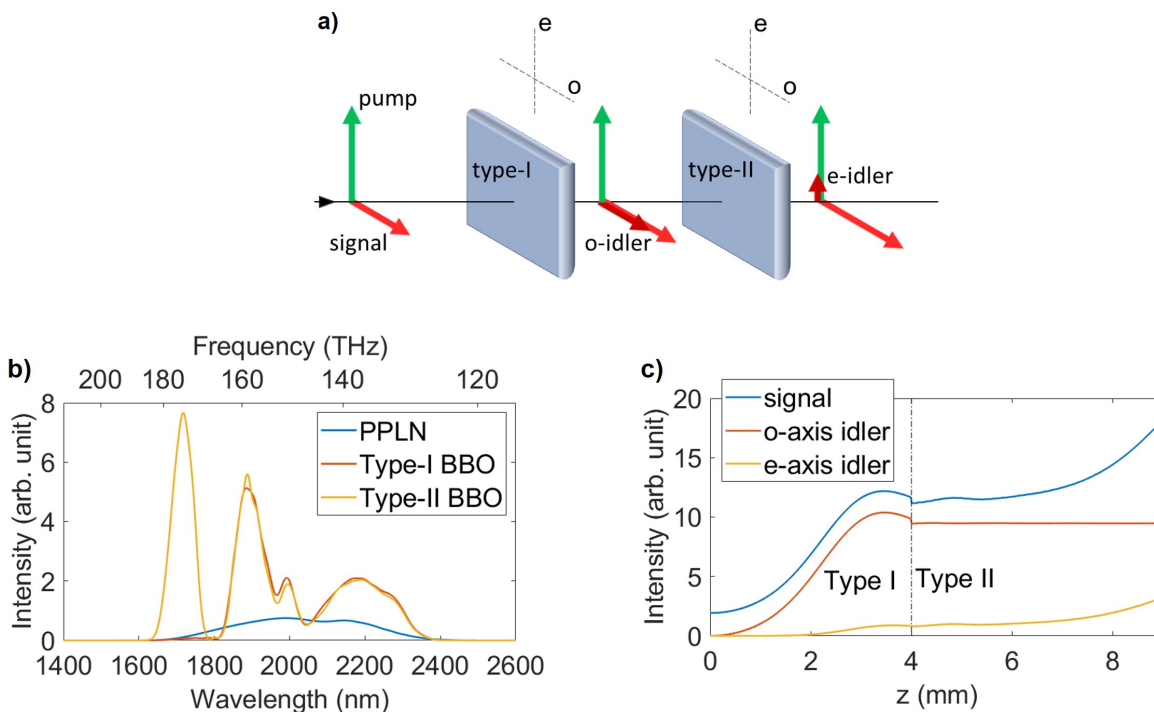 a)
e
e
o
o
pump
type-I
type-II
e-idler
signal
o-idler
b)
Frequency (THz)
200 180 160 140 120
8
6
4
2
0
Intensity (arb. unit)
PPLN
Type-I BBO
Type-II BBO
1400 1600 1800 2000 2200 2400 2600
Wavelength (nm)
c)
20
15
10
5
0
Intensity (arb. unit)
signal
o-axis idler
e-axis idler
Type I Type II
0 2 4 6 8
z (mm)